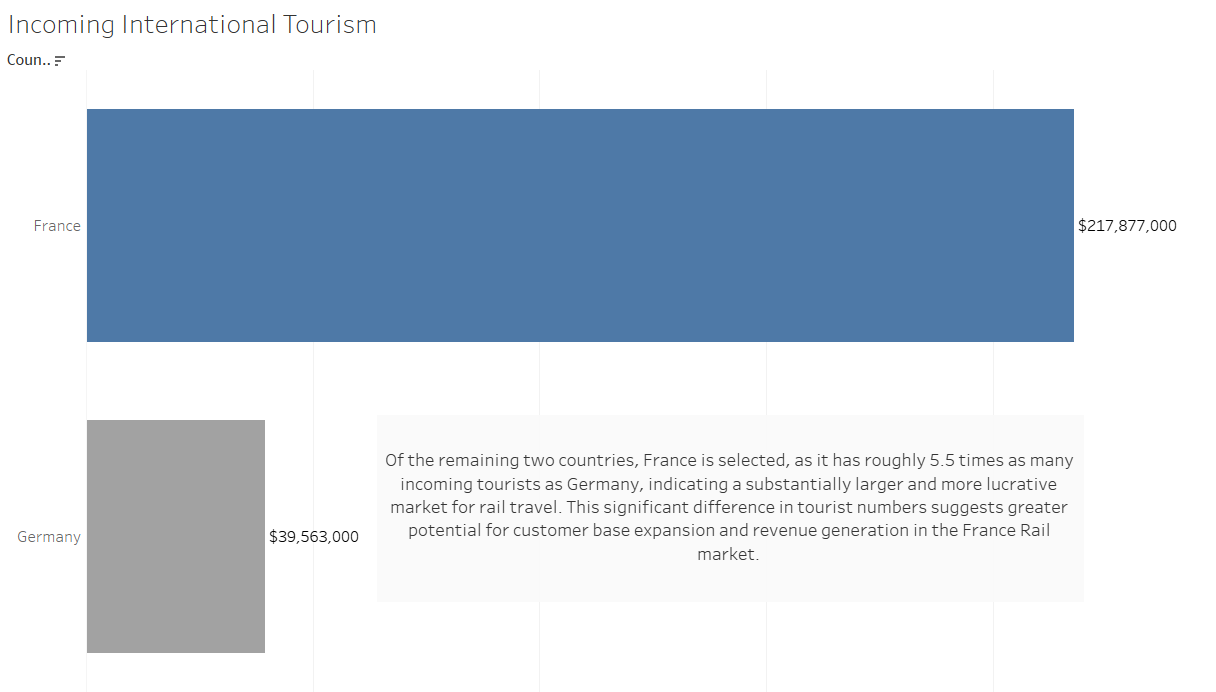 Incoming International Tourism
Coun..
France
$217,877,000
Germany
$39,563,000
Of the remaining two countries, France is selected, as it has roughly 5.5 times as many
incoming tourists as Germany, indicating a substantially larger and more lucrative
market for rail travel. This significant difference in tourist numbers suggests greater
potential for customer base expansion and revenue generation in the France Rail
market.